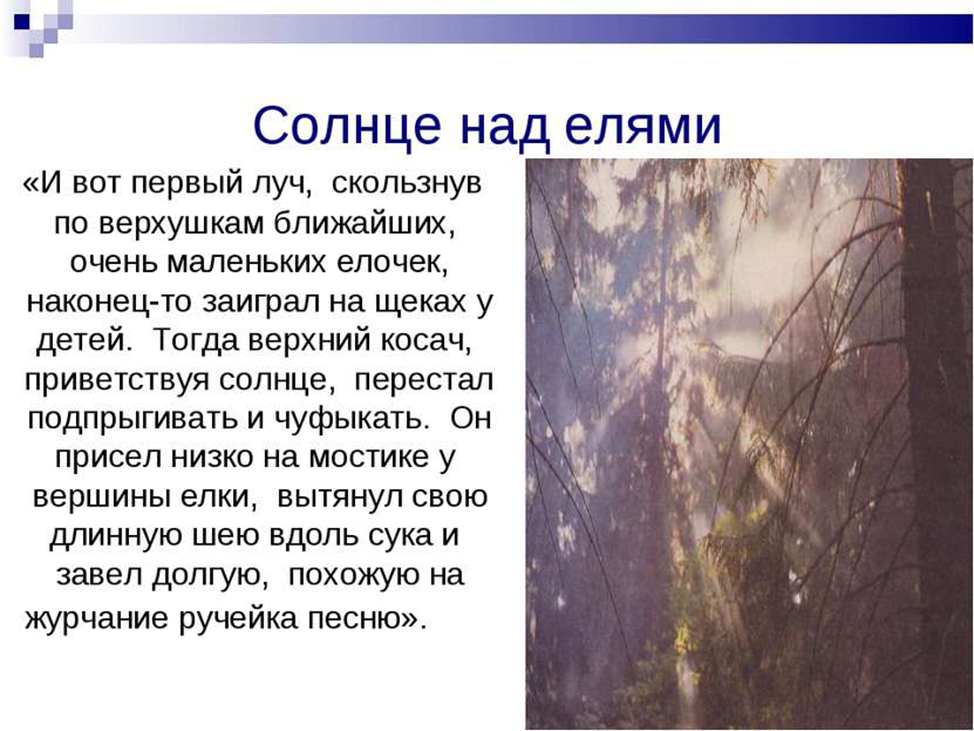 Солнце над елями
«И вот первый луч, скользнув
по верхушкам ближайших,
очень маленьких елочек,
наконец-то заиграл на щеках у
детей. Тогда верхний косач,
приветствуя солнце, перестал
подпрыгивать и чуфыкать. Он
присел низко на мостике у
вершины елки, вытянул свою
длинную шею вдоль сука и
завел долгую, похожую на
журчание ручейка песню».